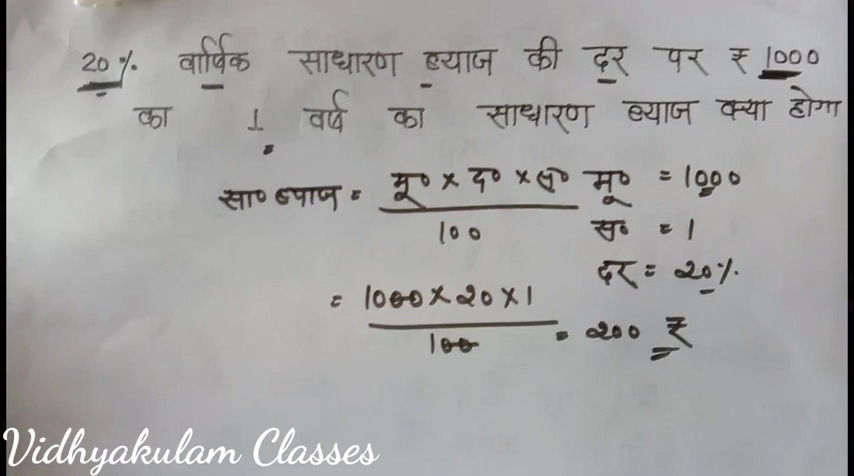 20% वार्षिक साधारण ब्याज की दर पर ₹ 1000
का 1 वर्ष का साधारण ब्याज क्या होगा
सा० ब्याज = मू० × द० × स० / 100
मू० = 1000
स० = 1
दर = 20%
= 1000 × 20 × 1 / 100 = 200 ₹
Vidhyakulam Classes